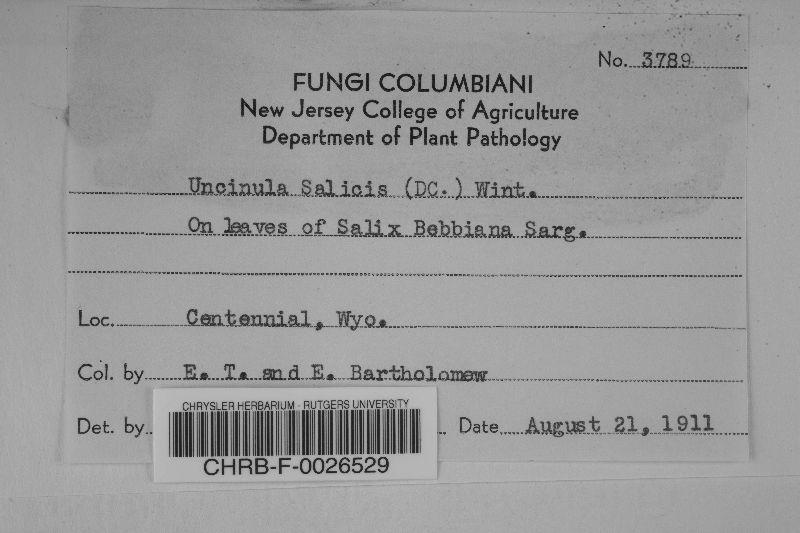 No. 3789
FUNGI COLUMBIANI
New Jersey College of Agriculture
Department of Plant Pathology
Uncinula Salicis (DC.) Wint.
On leaves of Salix Bebbiana Sarg.
Loc. Centennial, Wyo.
Col. by E. T. and E. Bartholomew
Det. by Date August 21, 1911
CHRYSLER HERBARIUM - RUTGERS UNIVERSITY
CHRB-F-0026529